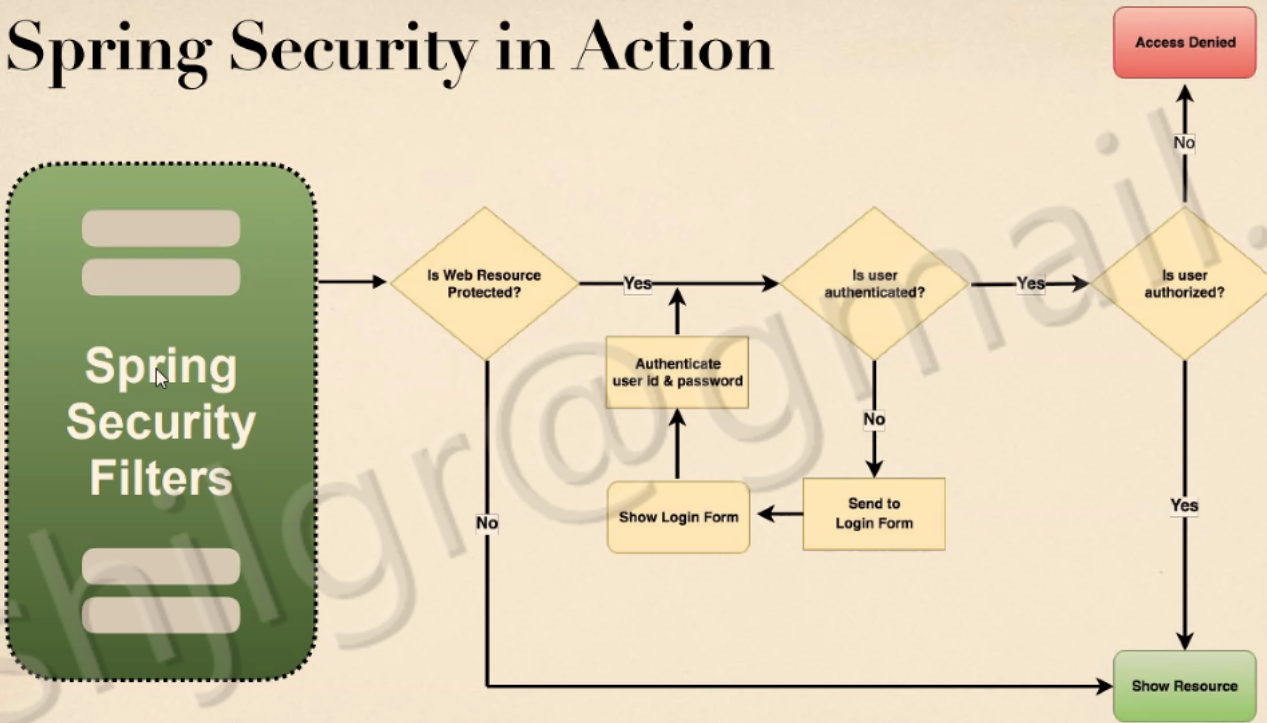 Spring Security in Action
Access Denied
No
Is Web Resource
Protected?
Yes
Is user
authenticated?
Yes
Is user
authorized?
Spring
Security
Filters
Authenticate
user id & password
No
Send to
Login Form
Show Login Form
No
Yes
Show Resource
shjlgr@gmail.